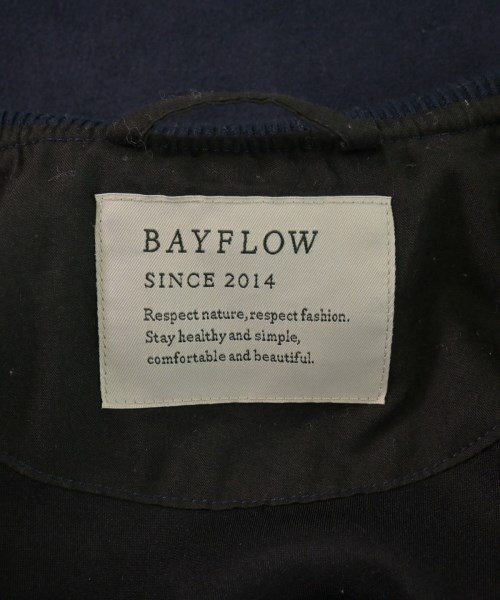 BAYFLOW
SINCE 2014
Respect nature, respect fashion.
Stay healthy and simple,
comfortable and beautiful.